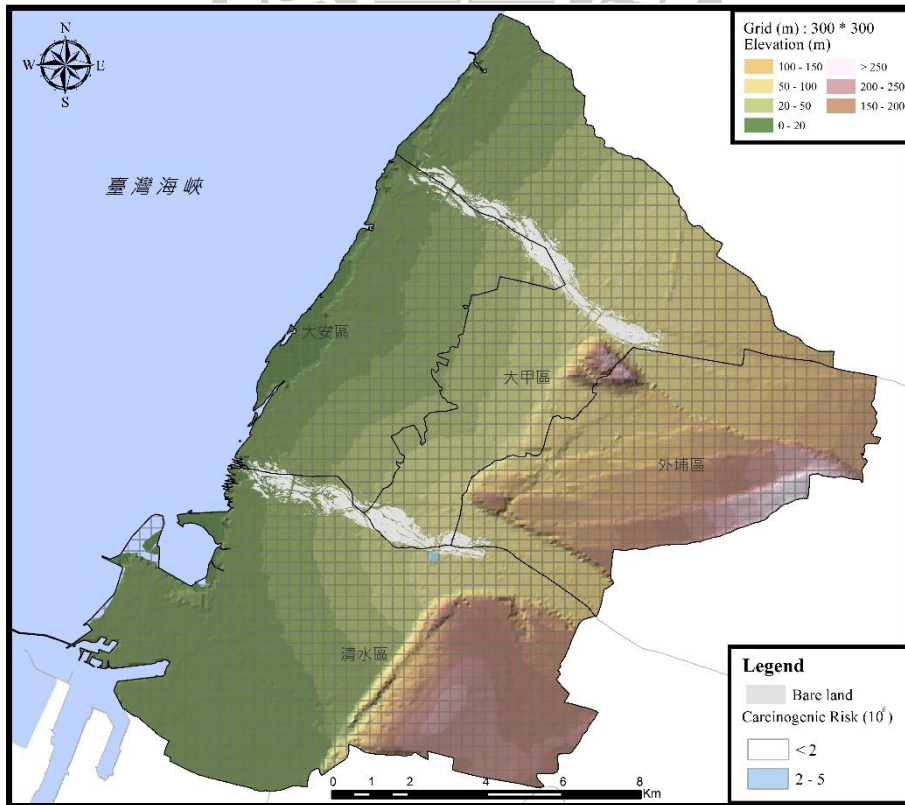 N
W E
S
Grid (m) : 300 * 300
Elevation (m)
100 - 150 > 250
50 - 100 200 - 250
20 - 50 150 - 200
0 - 20
臺灣海峽
大安區
大甲區
外埔區
清水區
Legend
Bare land
Carcinogenic Risk (10⁶)
< 2
2 - 5
0 1 2 4 6 8
Km